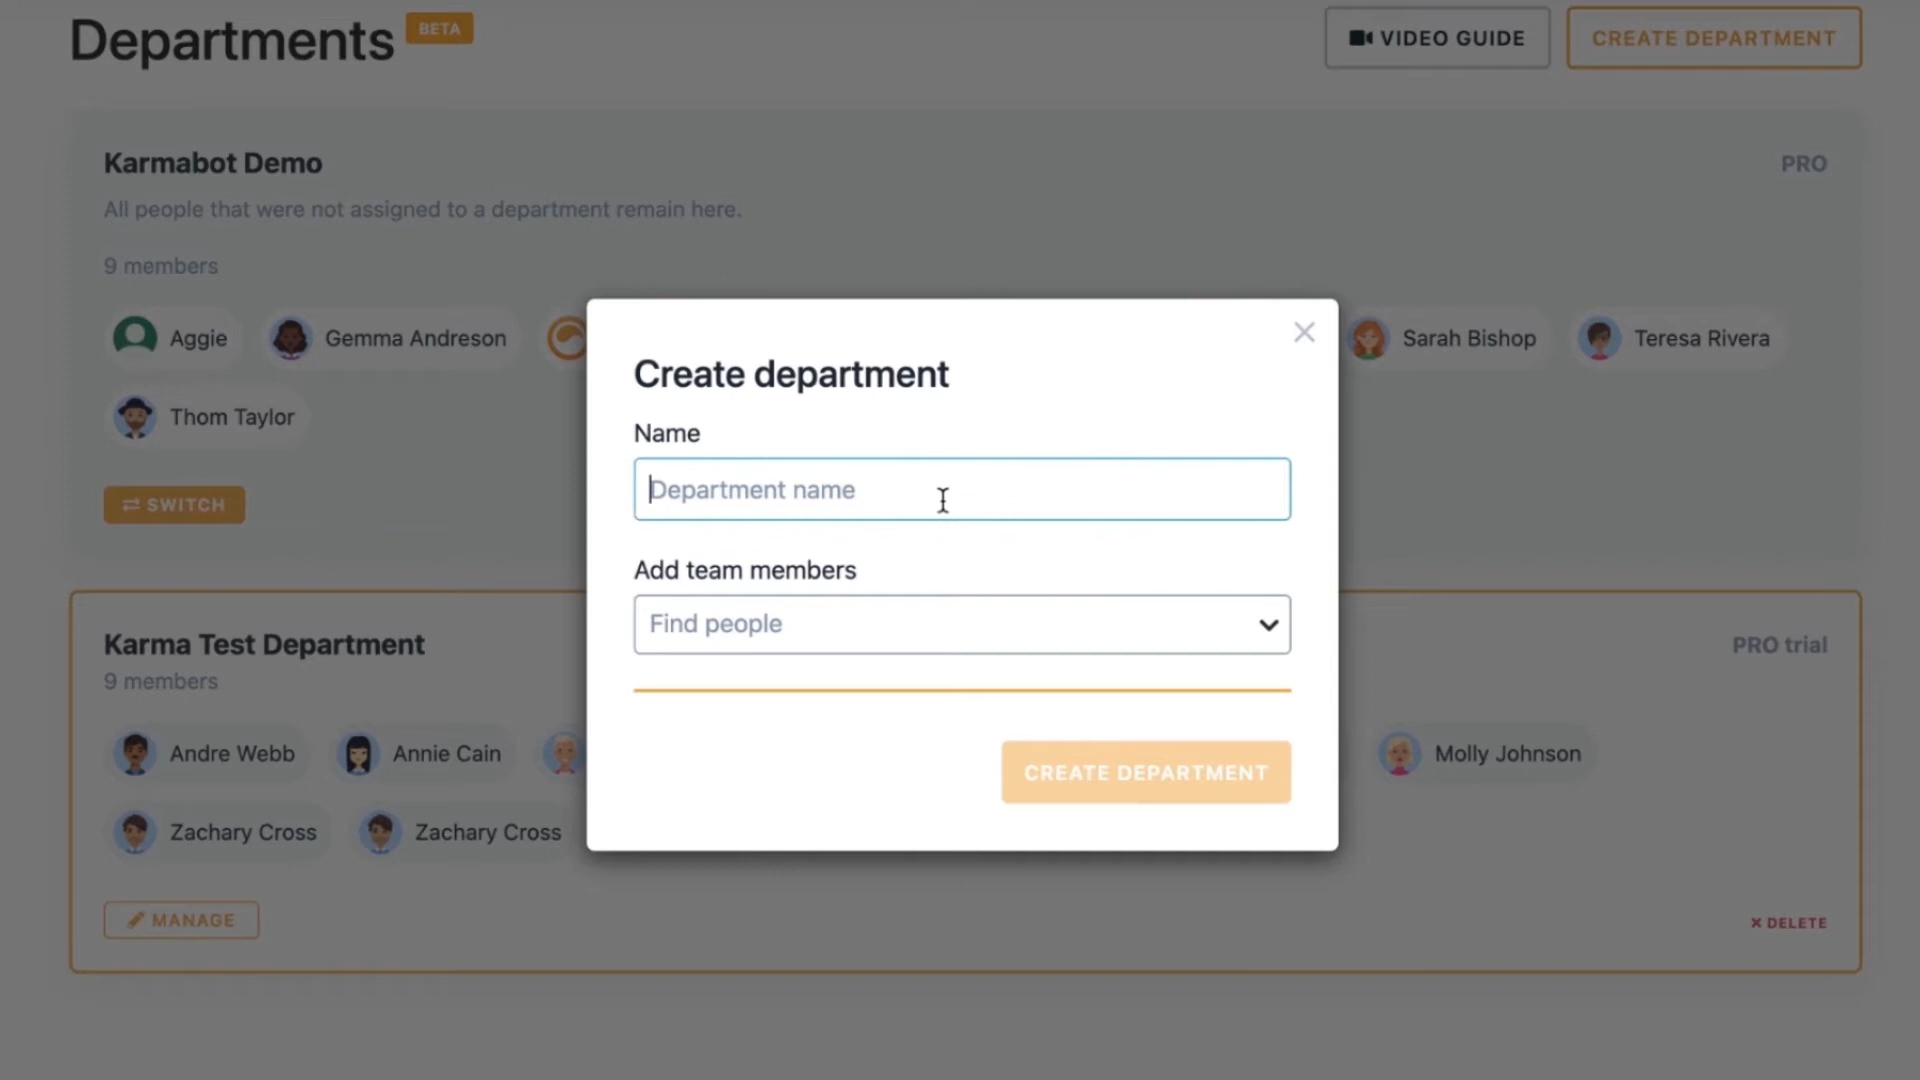 Departments BETA
VIDEO GUIDE
CREATE DEPARTMENT
Karmabot Demo
PRO
All people that were not assigned to a department remain here.
9 members
Aggie
Gemma Andreson
Sarah Bishop
Teresa Rivera
Thom Taylor
SWITCH
Create department
Name
Department name
Add team members
Find people
CREATE DEPARTMENT
Karma Test Department
PRO trial
9 members
Andre Webb
Annie Cain
Molly Johnson
Zachary Cross
Zachary Cross
MANAGE
DELETE